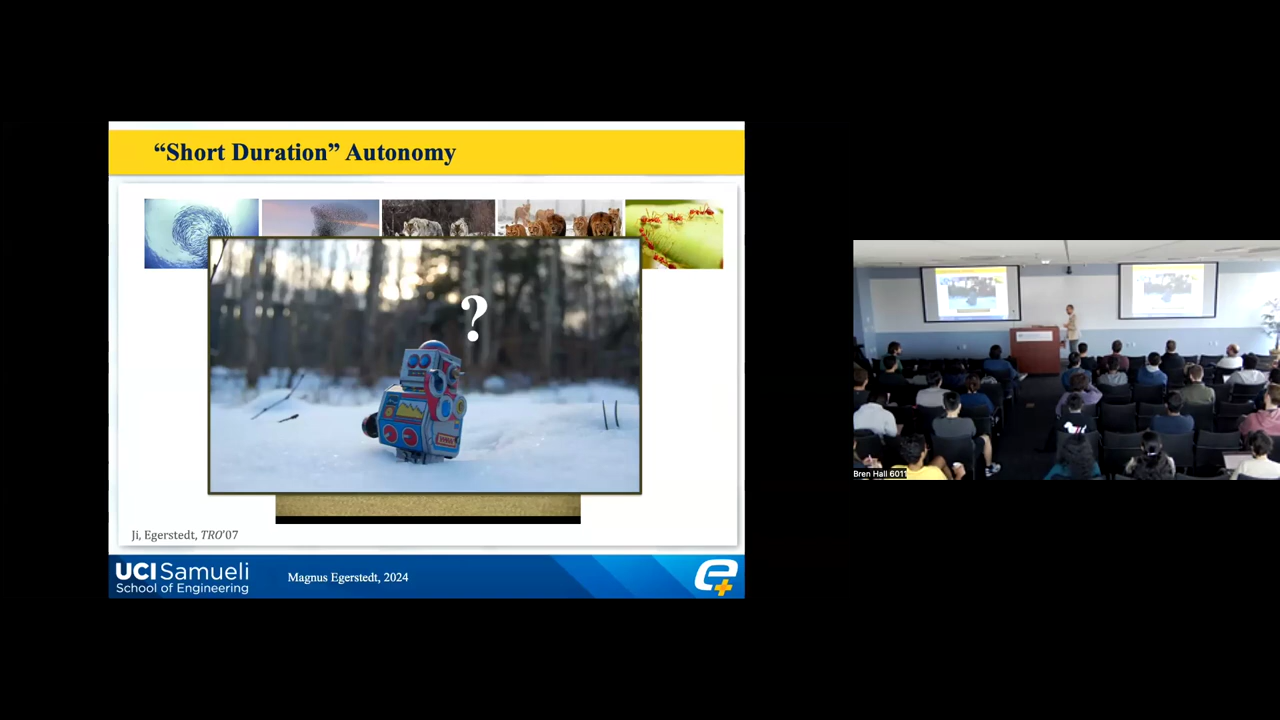 “Short Duration” Autonomy
?
Ji, Egerstedt, TRO’07
UCI Samueli
School of Engineering
Magnus Egerstedt, 2024
Bren Hall 6011